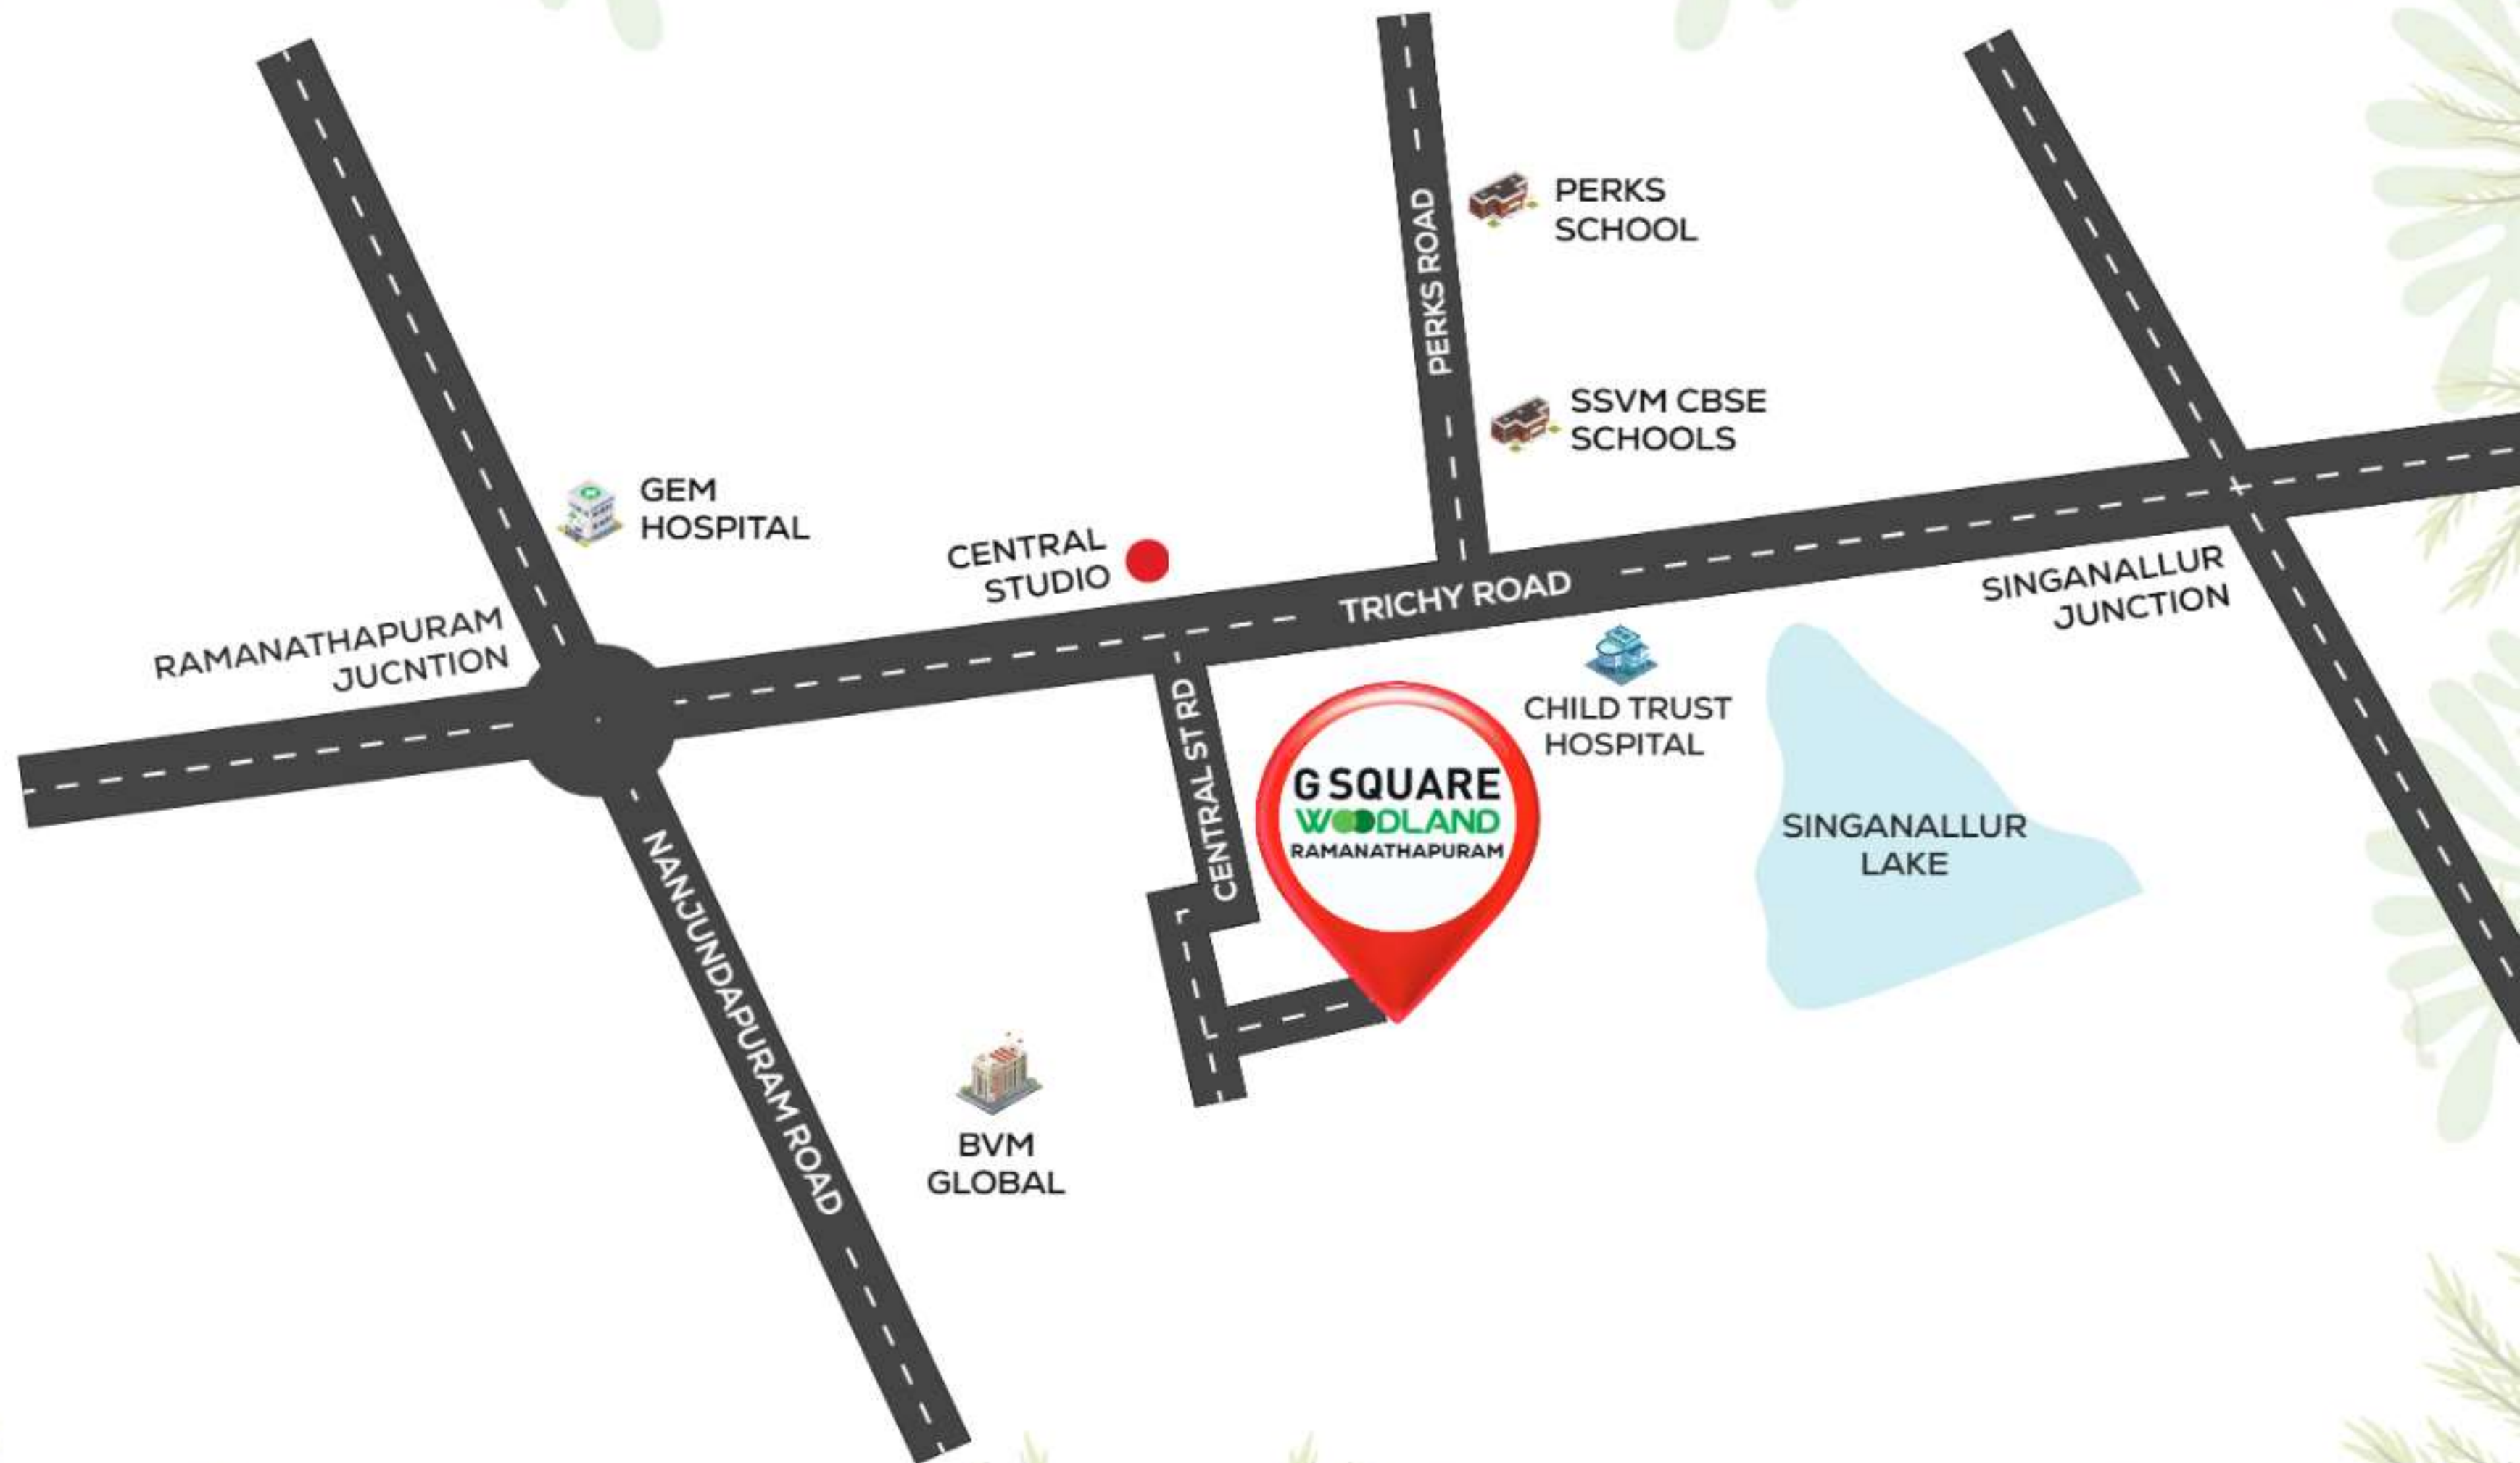 PERKS ROAD
PERKS
SCHOOL
SSVM CBSE
SCHOOLS
GEM
HOSPITAL
CENTRAL
STUDIO
TRICHY ROAD
SINGANALLUR
JUNCTION
RAMANATHAPURAM
JUCNTION
CENTRAL ST RD
CHILD TRUST
HOSPITAL
G SQUARE
WOODLAND
RAMANATHAPURAM
SINGANALLUR
LAKE
NANJUNDAPURAM ROAD
BVM
GLOBAL